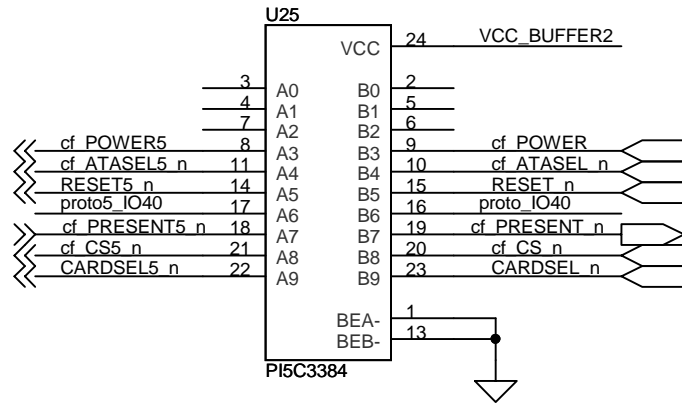 U25
VCC 24 VCC_BUFFER2
3 A0 B0 2
4 A1 B1 5
7 A2 B2 6
cf_POWER5 8 A3 B3 9 cf_POWER
cf_ATASEL5_n 11 A4 B4 10 cf_ATASEL_n
RESET5_n 14 A5 B5 15 RESET_n
proto5_IO40 17 A6 B6 16 proto_IO40
cf_PRESENT5_n 18 A7 B7 19 cf_PRESENT_n
cf_CS5_n 21 A8 B8 20 cf_CS_n
CARDSEL5_n 22 A9 B9 23 CARDSEL_n
BEA- 1
BEB- 13
PI5C3384